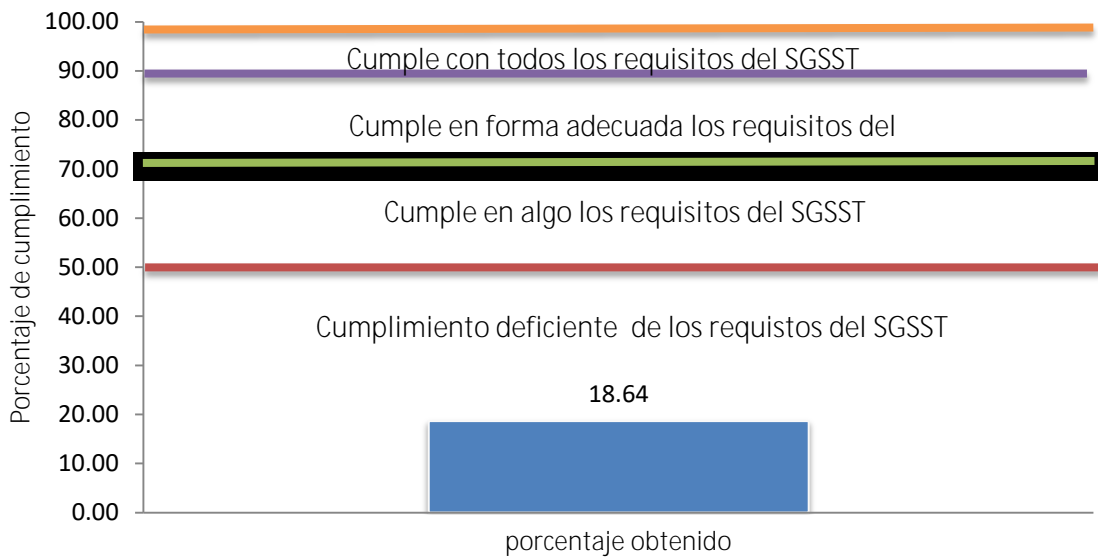 100.00
90.00
80.00
70.00
60.00
50.00
40.00
30.00
20.00
10.00
0.00
Porcentaje de cumplimiento
Cumple con todos los requisitos del SGSST
Cumple en forma adecuada los requisitos del
Cumple en algo los requisitos del SGSST
Cumplimiento deficiente de los requistos del SGSST
18.64
porcentaje obtenido